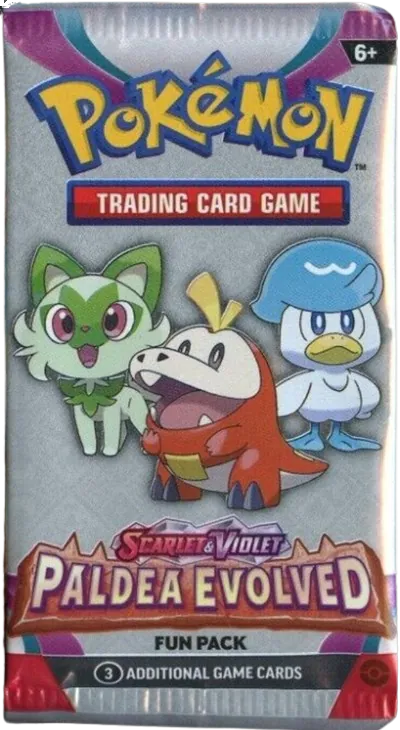 6+
POKéMON
TM
TRADING CARD GAME
SCARLET & VIOLET
PALDEA EVOLVED
FUN PACK
3 ADDITIONAL GAME CARDS